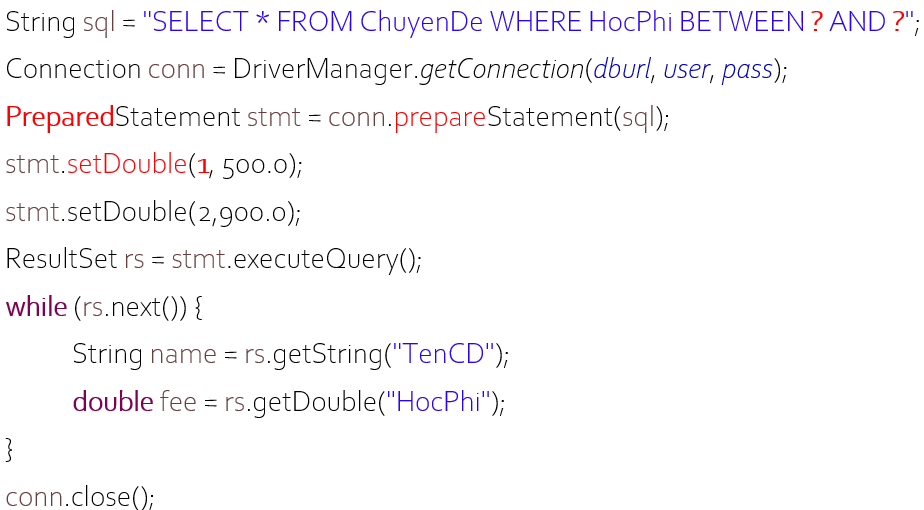 String sql = "SELECT * FROM ChuyenDe WHERE HocPhi BETWEEN ? AND ?";
Connection conn = DriverManager.getConnection(dburl, user, pass);
PreparedStatement stmt = conn.prepareStatement(sql);
stmt.setDouble(1, 500.0);
stmt.setDouble(2,900.0);
ResultSet rs = stmt.executeQuery();
while (rs.next()) {
String name = rs.getString("TenCD");
double fee = rs.getDouble("HocPhi");
}
conn.close();